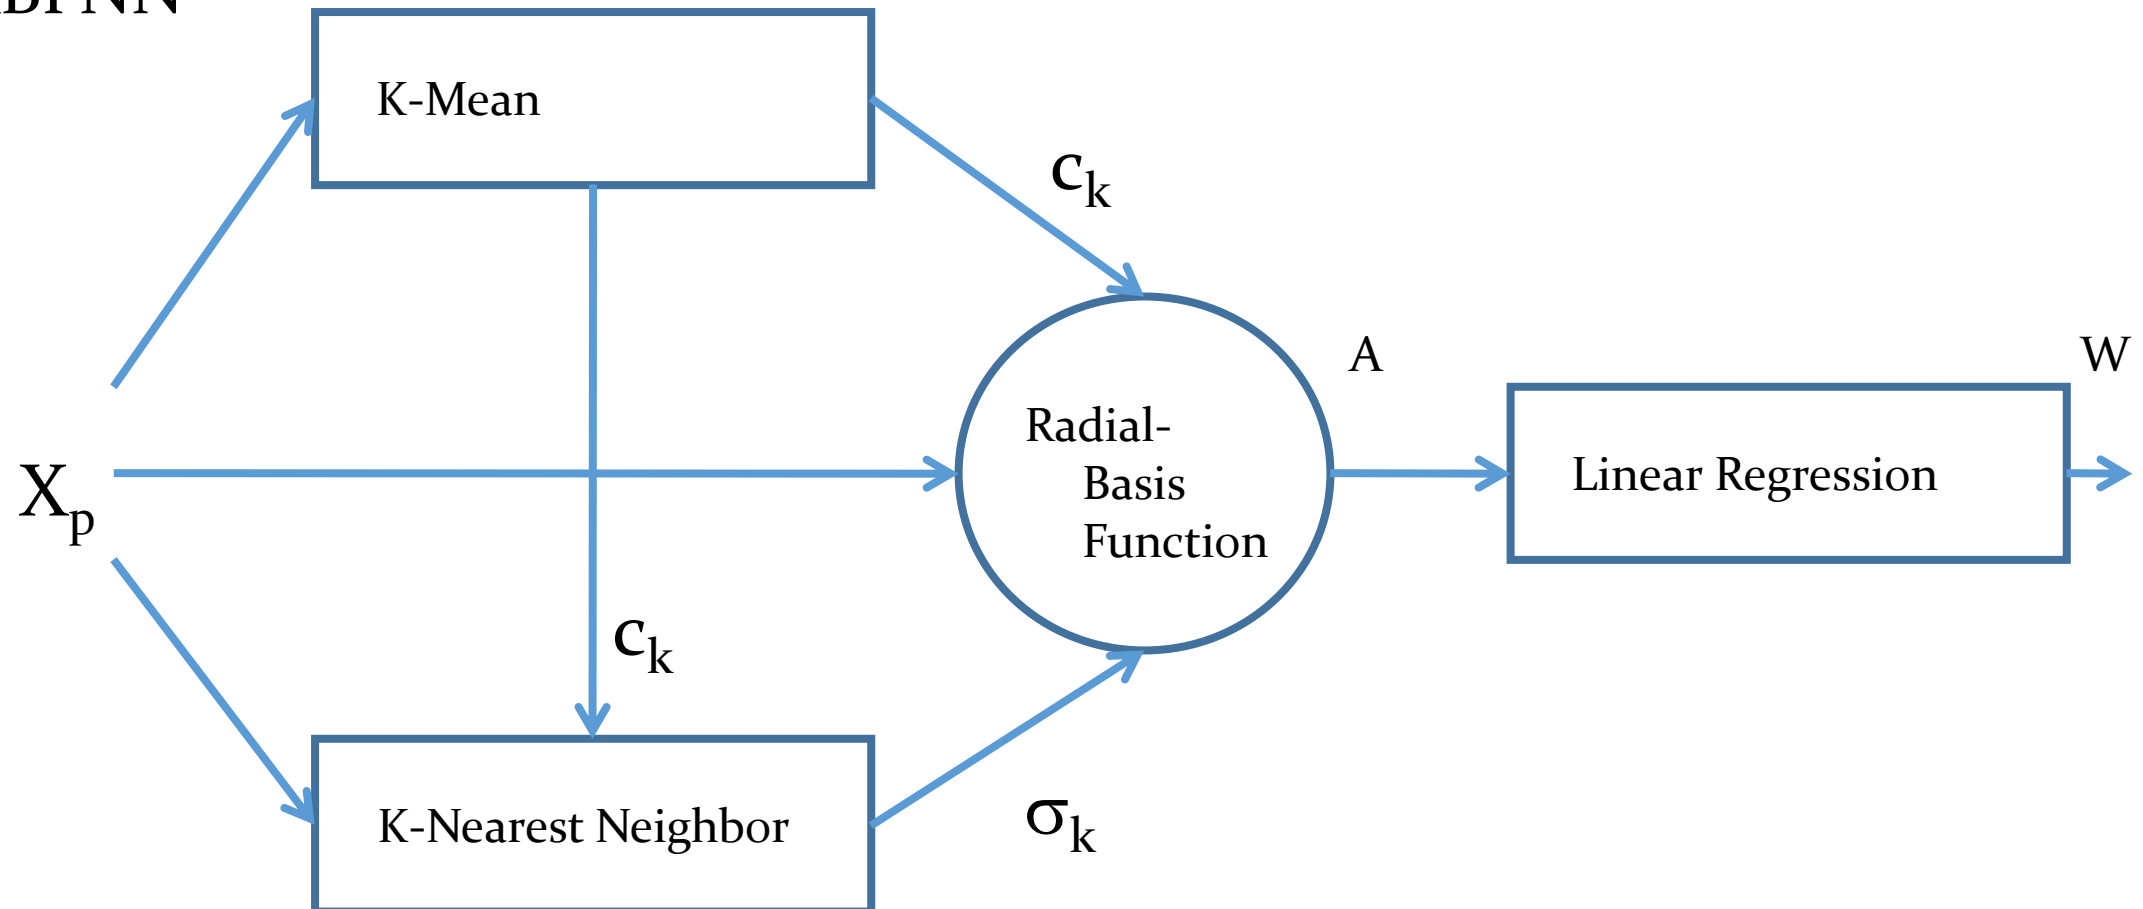 K-Mean
c_k
A
W
Radial-
Basis
Function
Linear Regression
X_p
c_k
K-Nearest Neighbor
σ_k